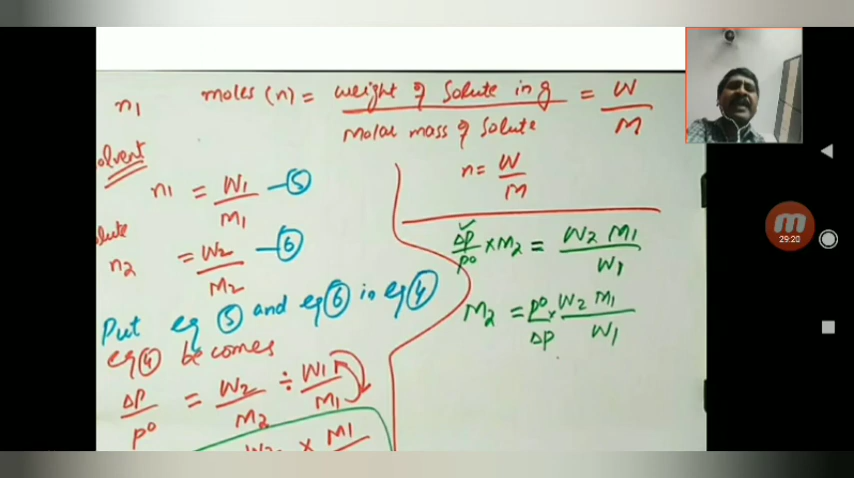 n1 moles (n) = weight of solute in g / Molar mass of solute = W / M
olvent
n1 = W1 / M1 — ⑤
lute
n2 = W2 / M2 — ⑥
Put eq ⑤ and eq ⑥ in eq ④
eq ④ becomes
ΔP / P° = W2 / M2 ÷ W1 / M1
W2 × M1
n = W / M
ΔP / P° × M2 = W2 M1 / W1
M2 = P° / ΔP × W2 M1 / W1
29:20